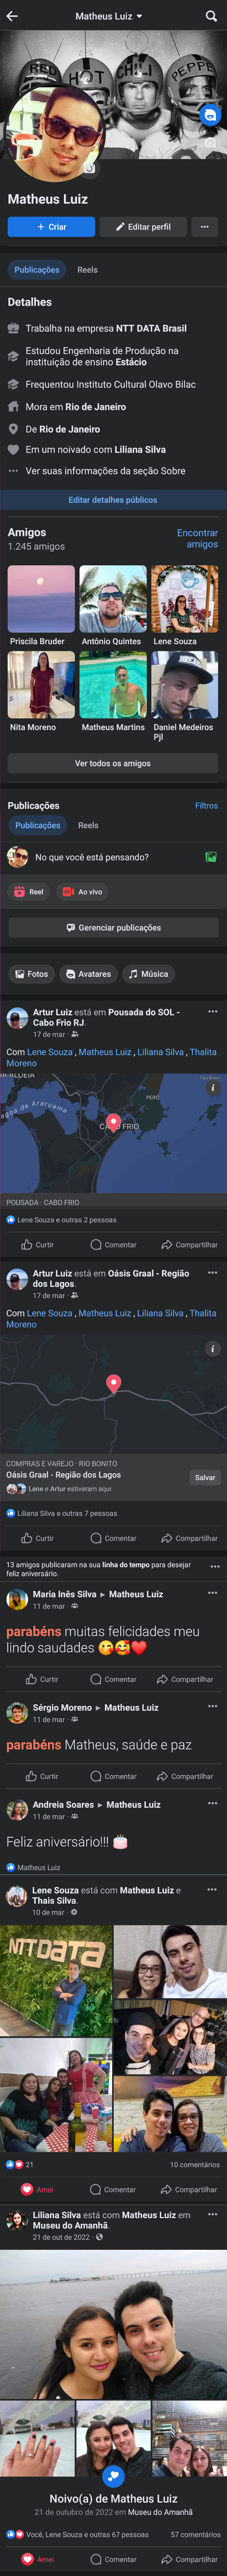 Matheus Luiz
RED HOT CHILI PEPPE
Matheus Luiz
+ Criar
Editar perfil
Publicações
Reels
Detalhes
Trabalha na empresa NTT DATA Brasil
Estudou Engenharia de Produção na
instituição de ensino Estácio
Frequentou Instituto Cultural Olavo Bilac
Mora em Rio de Janeiro
De Rio de Janeiro
Em um noivado com Liliana Silva
Ver suas informações da seção Sobre
Editar detalhes públicos
Amigos
1.245 amigos
Encontrar
amigos
Priscila Bruder
Antônio Quintes
Lene Souza
Nita Moreno
Matheus Martins
Daniel Medeiros
Pjl
Ver todos os amigos
Publicações
Filtros
Publicações
Reels
No que você está pensando?
Reel
Ao vivo
Gerenciar publicações
Fotos
Avatares
Música
Artur Luiz está em Pousada do SOL -
Cabo Frio RJ.
17 de mar ·
Com Lene Souza , Matheus Luiz , Liliana Silva , Thalita
Moreno
A ALDEIA
agoa de Araruama
PERÓ
CABO FRIO
POUSADA · CABO FRIO
Lene Souza e outras 2 pessoas
Curtir
Comentar
Compartilhar
Artur Luiz está em Oásis Graal - Região
dos Lagos.
17 de mar ·
Com Lene Souza , Matheus Luiz , Liliana Silva , Thalita
Moreno
COMPRAS E VAREJO · RIO BONITO
Oásis Graal - Região dos Lagos
Lene e Artur estiveram aqui
Salvar
Liliana Silva e outras 7 pessoas
Curtir
Comentar
Compartilhar
13 amigos publicaram na sua linha do tempo para desejar
feliz aniversário.
Maria Inês Silva ▸ Matheus Luiz
11 de mar ·
parabéns muitas felicidades meu
lindo saudades 😘🥰❤️
Curtir
Comentar
Compartilhar
Sérgio Moreno ▸ Matheus Luiz
11 de mar ·
parabéns Matheus, saúde e paz
Curtir
Comentar
Compartilhar
Andreia Soares ▸ Matheus Luiz
11 de mar ·
Feliz aniversário!!! 🎂
Matheus Luiz
Lene Souza está com Matheus Luiz e
Thais Silva.
10 de mar ·
NTT DATA
21
10 comentários
Amei
Comentar
Compartilhar
Liliana Silva está com Matheus Luiz em
Museu do Amanhã.
21 de out de 2022 ·
Noivo(a) de Matheus Luiz
21 de outubro de 2022 em Museu do Amanhã
Você, Lene Souza e outras 67 pessoas
57 comentários
Amei
Comentar
Compartilhar